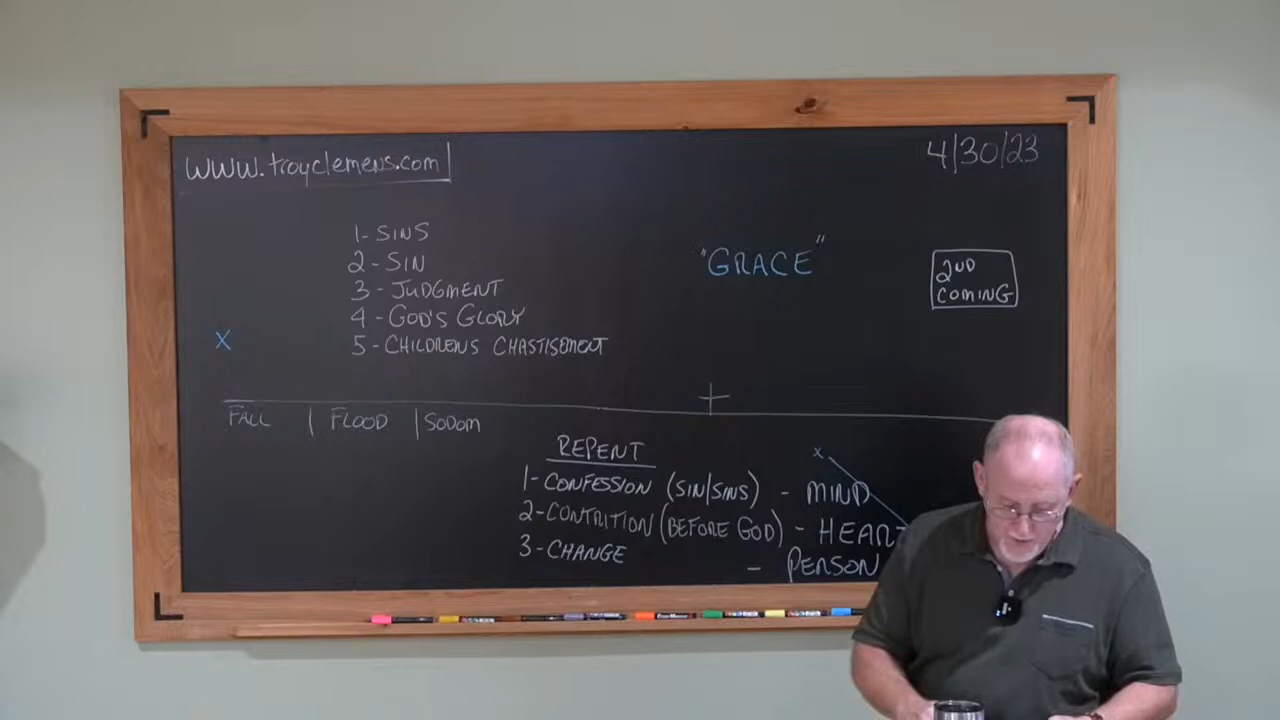 www.troyclemens.com
4/30/23
1- SINS
2 - SIN
3 - JUDGMENT
4 - GOD'S GLORY
5 - CHILDRENS CHASTISEMENT
"GRACE"
2ND
COMING
X
FALL | FLOOD | SODOM
REPENT
1- CONFESSION (SIN/SINS) - MIND
2- CONTRITION (BEFORE GOD) - HEART
3- CHANGE - PERSON
x